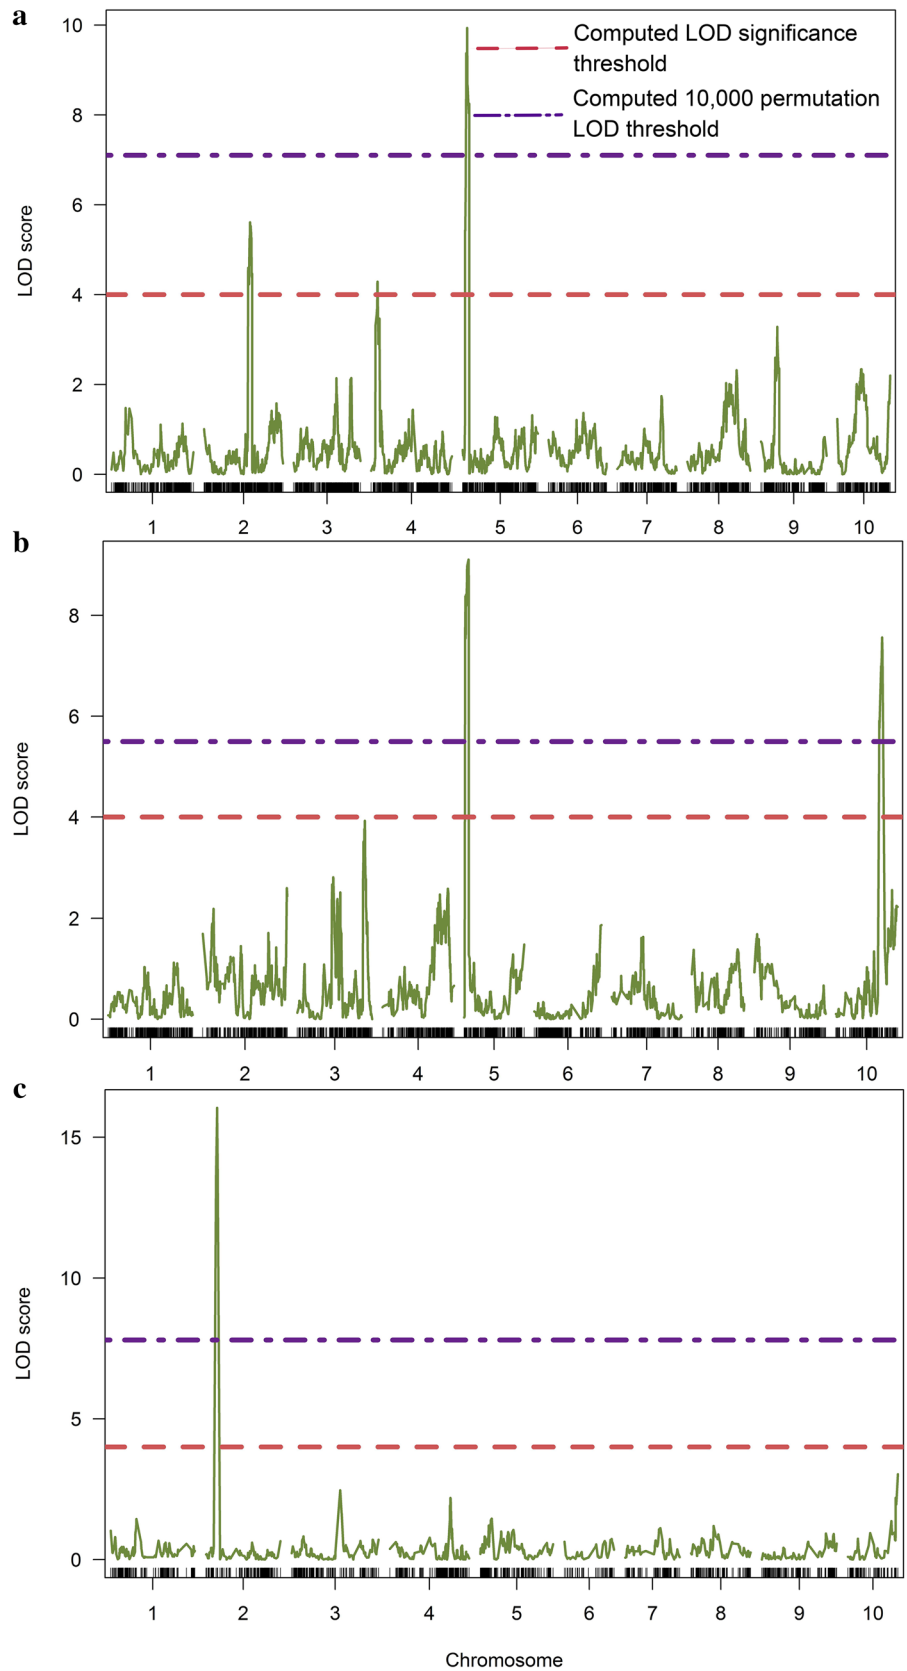 a
10
8
6
4
2
0
LOD score
Computed LOD significance
threshold
Computed 10,000 permutation
LOD threshold
1 2 3 4 5 6 7 8 9 10
b
8
6
4
2
0
LOD score
1 2 3 4 5 6 7 8 9 10
c
15
10
5
0
LOD score
1 2 3 4 5 6 7 8 9 10
Chromosome